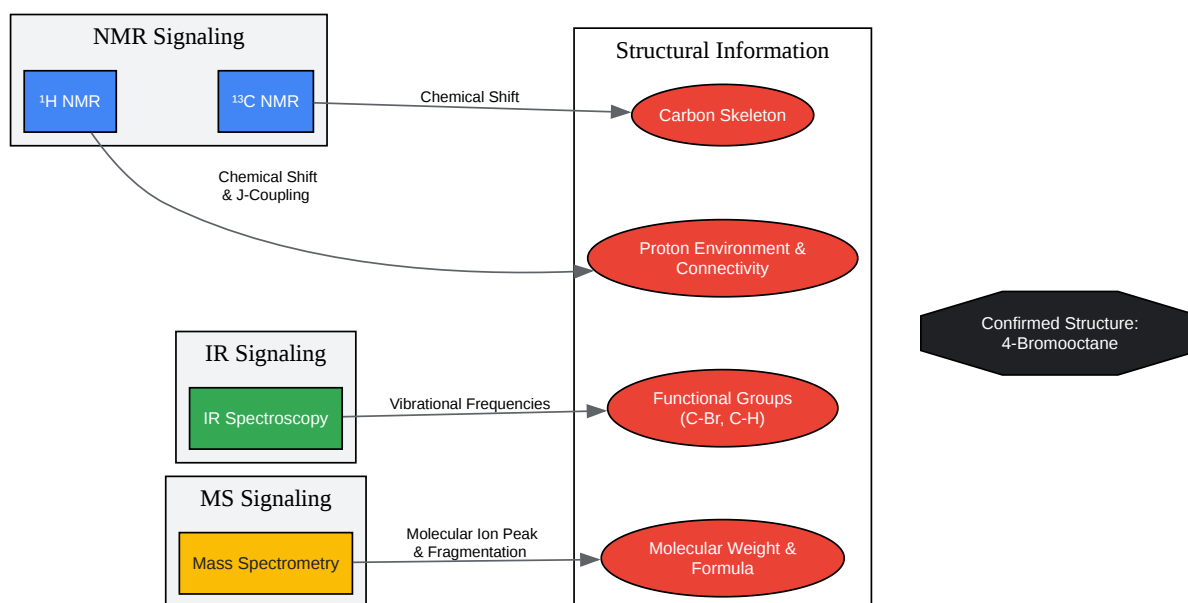 NMR Signaling
¹H NMR
¹³C NMR
Chemical Shift
Chemical Shift
& J-Coupling
Structural Information
Carbon Skeleton
Proton Environment &
Connectivity
Confirmed Structure:
4-Bromooctane
IR Signaling
IR Spectroscopy
Vibrational Frequencies
Functional Groups
(C-Br, C-H)
MS Signaling
Mass Spectrometry
Molecular Ion Peak
& Fragmentation
Molecular Weight &
Formula